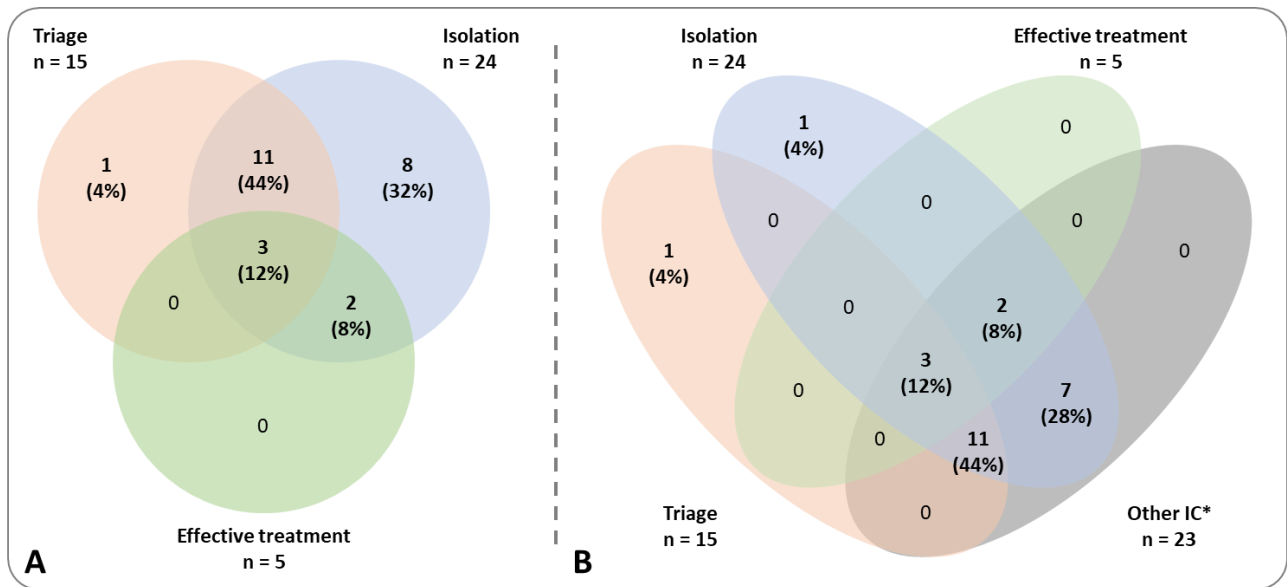 Triage
n = 15
Isolation
n = 24
1
(4%)
11
(44%)
8
(32%)
3
(12%)
0
2
(8%)
0
Effective treatment
n = 5
A
Isolation
n = 24
Effective treatment
n = 5
1
(4%)
0
0
0
0
1
(4%)
0
0
2
(8%)
3
(12%)
0
7
(28%)
0
11
(44%)
0
Triage
n = 15
Other IC*
n = 23
B